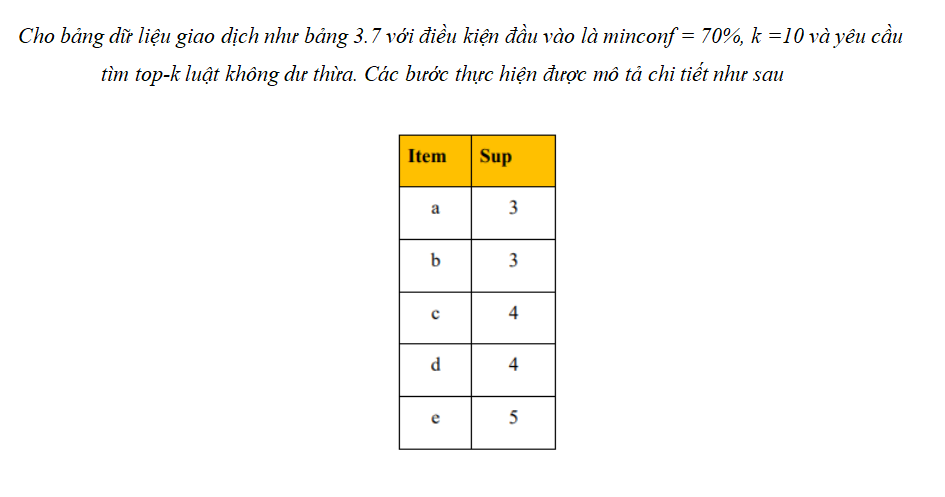 Cho bảng dữ liệu giao dịch như bảng 3.7 với điều kiện đầu vào là minconf = 70%, k =10 và yêu cầu
tìm top-k luật không dư thừa. Các bước thực hiện được mô tả chi tiết như sau
Item Sup
a 3
b 3
c 4
d 4
e 5